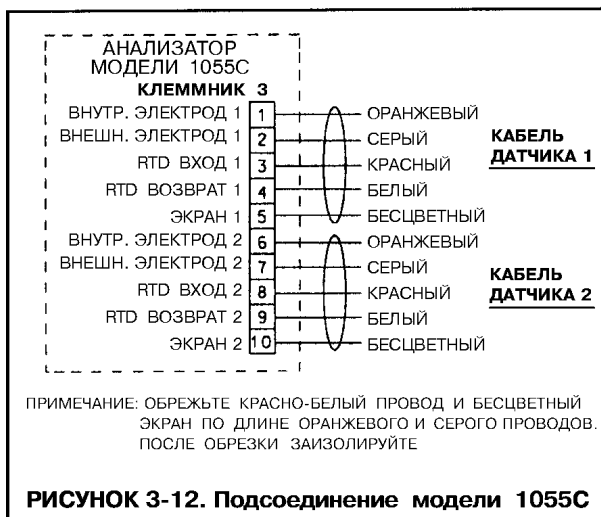 АНАЛИЗАТОР
МОДЕЛИ 1055С
КЛЕММНИК 3
ВНУТР. ЭЛЕКТРОД 1 1 ОРАНЖЕВЫЙ
ВНЕШН. ЭЛЕКТРОД 1 2 СЕРЫЙ
RTD ВХОД 1 3 КРАСНЫЙ
RTD ВОЗВРАТ 1 4 БЕЛЫЙ
ЭКРАН 1 5 БЕСЦВЕТНЫЙ
КАБЕЛЬ
ДАТЧИКА 1
ВНУТР. ЭЛЕКТРОД 2 6 ОРАНЖЕВЫЙ
ВНЕШН. ЭЛЕКТРОД 2 7 СЕРЫЙ
RTD ВХОД 2 8 КРАСНЫЙ
RTD ВОЗВРАТ 2 9 БЕЛЫЙ
ЭКРАН 2 10 БЕСЦВЕТНЫЙ
КАБЕЛЬ
ДАТЧИКА 2
ПРИМЕЧАНИЕ: ОБРЕЖЬТЕ КРАСНО-БЕЛЫЙ ПРОВОД И БЕСЦВЕТНЫЙ
ЭКРАН ПО ДЛИНЕ ОРАНЖЕВОГО И СЕРОГО ПРОВОДОВ.
ПОСЛЕ ОБРЕЗКИ ЗАИЗОЛИРУЙТЕ
РИСУНОК 3-12. Подсоединение модели 1055С